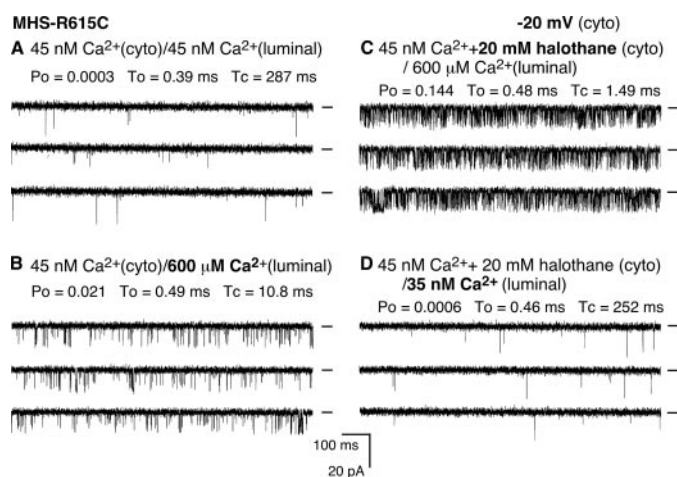 MHS-R615C
-20 mV (cyto)
A 45 nM Ca2+(cyto)/45 nM Ca2+(luminal)
Po = 0.0003 To = 0.39 ms Tc = 287 ms
B 45 nM Ca2+(cyto)/600 µM Ca2+(luminal)
Po = 0.021 To = 0.49 ms Tc = 10.8 ms
C 45 nM Ca2++20 mM halothane (cyto)
/ 600 µM Ca2+(luminal)
Po = 0.144 To = 0.48 ms Tc = 1.49 ms
D 45 nM Ca2++ 20 mM halothane (cyto)
/35 nM Ca2+ (luminal)
Po = 0.0006 To = 0.46 ms Tc = 252 ms
100 ms
20 pA